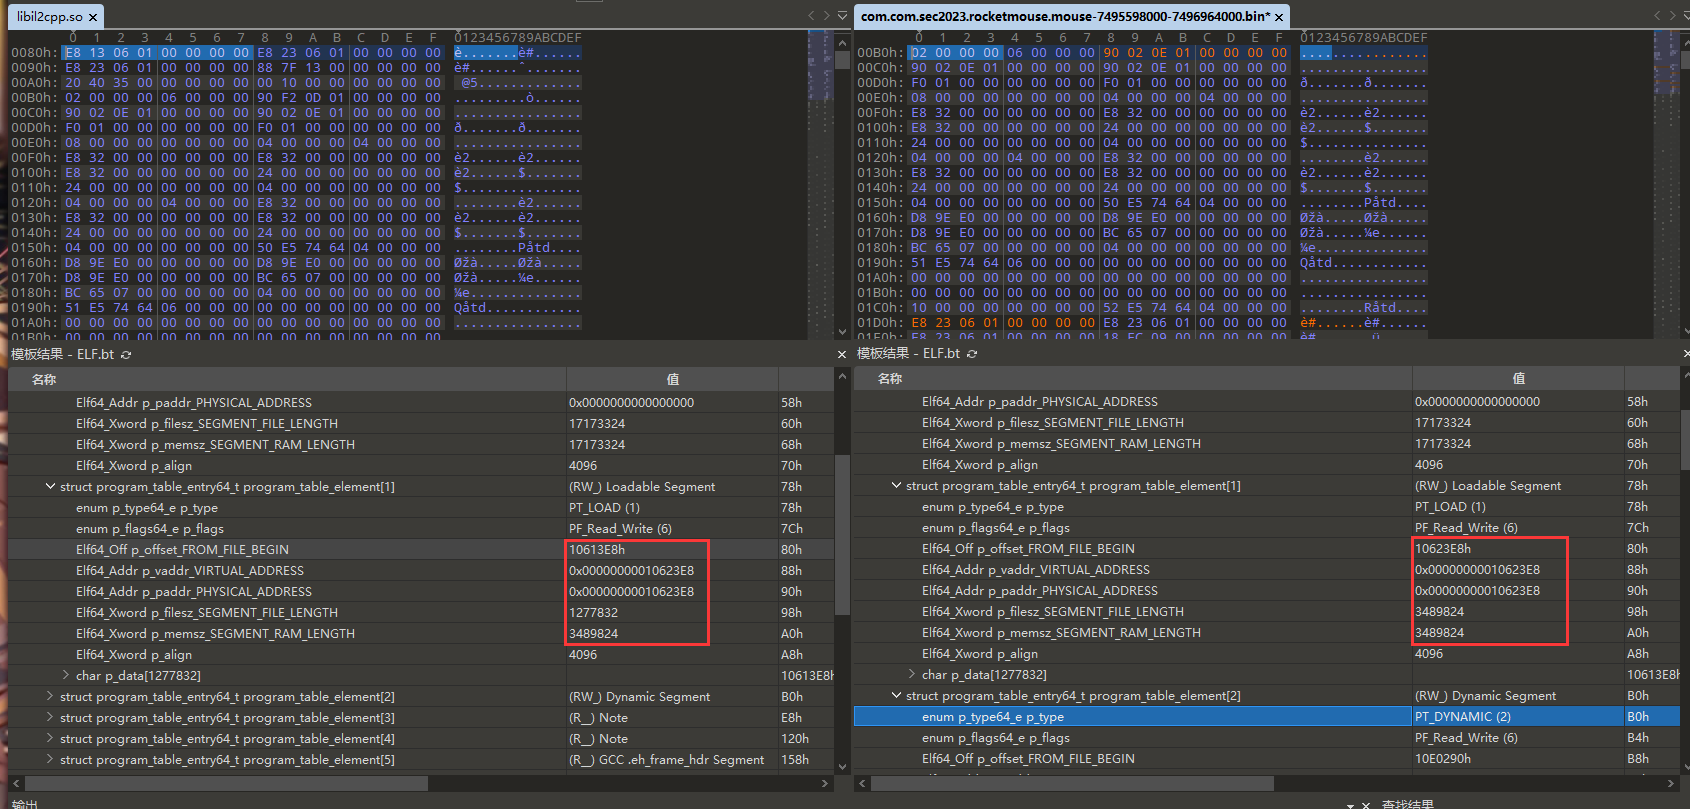 libil2cpp.so ×
0 1 2 3 4 5 6 7 8 9 A B C D E F 0123456789ABCDEF
0080h: E8 13 06 01 00 00 00 00 E8 23 06 01 00 00 00 00 è.......è#......
0090h: E8 23 06 01 00 00 00 00 88 7F 13 00 00 00 00 00 è#......ˆ.......
00A0h: 20 40 35 00 00 00 00 00 00 10 00 00 00 00 00 00  @5.............
00B0h: 02 00 00 00 06 00 00 00 90 F2 0D 01 00 00 00 00 .........ò......
00C0h: 90 02 0E 01 00 00 00 00 90 02 0E 01 00 00 00 00 ................
00D0h: F0 01 00 00 00 00 00 00 F0 01 00 00 00 00 00 00 ð.......ð.......
00E0h: 08 00 00 00 00 00 00 00 04 00 00 00 04 00 00 00 ................
00F0h: E8 32 00 00 00 00 00 00 E8 32 00 00 00 00 00 00 è2......è2......
0100h: E8 32 00 00 00 00 00 00 24 00 00 00 00 00 00 00 è2......$.......
0110h: 24 00 00 00 00 00 00 00 04 00 00 00 00 00 00 00 $...............
0120h: 04 00 00 00 04 00 00 00 E8 32 00 00 00 00 00 00 ........è2......
0130h: E8 32 00 00 00 00 00 00 E8 32 00 00 00 00 00 00 è2......è2......
0140h: 24 00 00 00 00 00 00 00 24 00 00 00 00 00 00 00 $.......$.......
0150h: 04 00 00 00 00 00 00 00 50 E5 74 64 04 00 00 00 ........Påtd....
0160h: D8 9E E0 00 00 00 00 00 D8 9E E0 00 00 00 00 00 Øžà.....Øžà.....
0170h: D8 9E E0 00 00 00 00 00 BC 65 07 00 00 00 00 00 Øžà.....¼e......
0180h: BC 65 07 00 00 00 00 00 04 00 00 00 00 00 00 00 ¼e..............
0190h: 51 E5 74 64 06 00 00 00 00 00 00 00 00 00 00 00 Qåtd............
01A0h: 00 00 00 00 00 00 00 00 00 00 00 00 00 00 00 00 ................
01B0h: 00 00 00 00 00 00 00 00 00 00 00 00 00 00 00 00
模板结果 - ELF.bt
名称 值
Elf64_Addr p_paddr_PHYSICAL_ADDRESS 0x0000000000000000 58h
Elf64_Xword p_filesz_SEGMENT_FILE_LENGTH 17173324 60h
Elf64_Xword p_memsz_SEGMENT_RAM_LENGTH 17173324 68h
Elf64_Xword p_align 4096 70h
struct program_table_entry64_t program_table_element[1] (RW_) Loadable Segment 78h
enum p_type64_e p_type PT_LOAD (1) 78h
enum p_flags64_e p_flags PF_Read_Write (6) 7Ch
Elf64_Off p_offset_FROM_FILE_BEGIN 10613E8h 80h
Elf64_Addr p_vaddr_VIRTUAL_ADDRESS 0x00000000010623E8 88h
Elf64_Addr p_paddr_PHYSICAL_ADDRESS 0x00000000010623E8 90h
Elf64_Xword p_filesz_SEGMENT_FILE_LENGTH 1277832 98h
Elf64_Xword p_memsz_SEGMENT_RAM_LENGTH 3489824 A0h
Elf64_Xword p_align 4096 A8h
char p_data[1277832] 10613E8h
struct program_table_entry64_t program_table_element[2] (RW_) Dynamic Segment B0h
struct program_table_entry64_t program_table_element[3] (R__) Note E8h
struct program_table_entry64_t program_table_element[4] (R__) Note 120h
struct program_table_entry64_t program_table_element[5] (R__) GCC .eh_frame_hdr Segment 158h
输出
com.com.sec2023.rocketmouse.mouse-7495598000-7496964000.bin* ×
0 1 2 3 4 5 6 7 8 9 A B C D E F 0123456789ABCDEF
00B0h: 02 00 00 00 06 00 00 00 90 02 0E 01 00 00 00 00 ................
00C0h: 90 02 0E 01 00 00 00 00 90 02 0E 01 00 00 00 00 ................
00D0h: F0 01 00 00 00 00 00 00 F0 01 00 00 00 00 00 00 ð.......ð.......
00E0h: 08 00 00 00 00 00 00 00 04 00 00 00 04 00 00 00 ................
00F0h: E8 32 00 00 00 00 00 00 E8 32 00 00 00 00 00 00 è2......è2......
0100h: E8 32 00 00 00 00 00 00 24 00 00 00 00 00 00 00 è2......$.......
0110h: 24 00 00 00 00 00 00 00 04 00 00 00 00 00 00 00 $...............
0120h: 04 00 00 00 04 00 00 00 E8 32 00 00 00 00 00 00 ........è2......
0130h: E8 32 00 00 00 00 00 00 E8 32 00 00 00 00 00 00 è2......è2......
0140h: 24 00 00 00 00 00 00 00 24 00 00 00 00 00 00 00 $.......$.......
0150h: 04 00 00 00 00 00 00 00 50 E5 74 64 04 00 00 00 ........Påtd....
0160h: D8 9E E0 00 00 00 00 00 D8 9E E0 00 00 00 00 00 Øžà.....Øžà.....
0170h: D8 9E E0 00 00 00 00 00 BC 65 07 00 00 00 00 00 Øžà.....¼e......
0180h: BC 65 07 00 00 00 00 00 04 00 00 00 00 00 00 00 ¼e..............
0190h: 51 E5 74 64 06 00 00 00 00 00 00 00 00 00 00 00 Qåtd............
01A0h: 00 00 00 00 00 00 00 00 00 00 00 00 00 00 00 00 ................
01B0h: 00 00 00 00 00 00 00 00 00 00 00 00 00 00 00 00 ................
01C0h: 10 00 00 00 00 00 00 00 52 E5 74 64 04 00 00 00 ........Råtd....
01D0h: E8 23 06 01 00 00 00 00 E8 23 06 01 00 00 00 00 è#......è#......
01E0h: E8 23 06 01 00 00 00 00 18 FC 09 00 00 00 00 00 è#.......ü......
模板结果 - ELF.bt
名称 值
Elf64_Addr p_paddr_PHYSICAL_ADDRESS 0x0000000000000000 58h
Elf64_Xword p_filesz_SEGMENT_FILE_LENGTH 17173324 60h
Elf64_Xword p_memsz_SEGMENT_RAM_LENGTH 17173324 68h
Elf64_Xword p_align 4096 70h
struct program_table_entry64_t program_table_element[1] (RW_) Loadable Segment 78h
enum p_type64_e p_type PT_LOAD (1) 78h
enum p_flags64_e p_flags PF_Read_Write (6) 7Ch
Elf64_Off p_offset_FROM_FILE_BEGIN 10623E8h 80h
Elf64_Addr p_vaddr_VIRTUAL_ADDRESS 0x00000000010623E8 88h
Elf64_Addr p_paddr_PHYSICAL_ADDRESS 0x00000000010623E8 90h
Elf64_Xword p_filesz_SEGMENT_FILE_LENGTH 3489824 98h
Elf64_Xword p_memsz_SEGMENT_RAM_LENGTH 3489824 A0h
Elf64_Xword p_align 4096 A8h
char p_data[1277832] 10613E8h
struct program_table_entry64_t program_table_element[2] (RW_) Dynamic Segment B0h
enum p_type64_e p_type PT_DYNAMIC (2) B0h
enum p_flags64_e p_flags PF_Read_Write (6) B4h
Elf64_Off p_offset_FROM_FILE_BEGIN 10E0290h B8h
查找结果